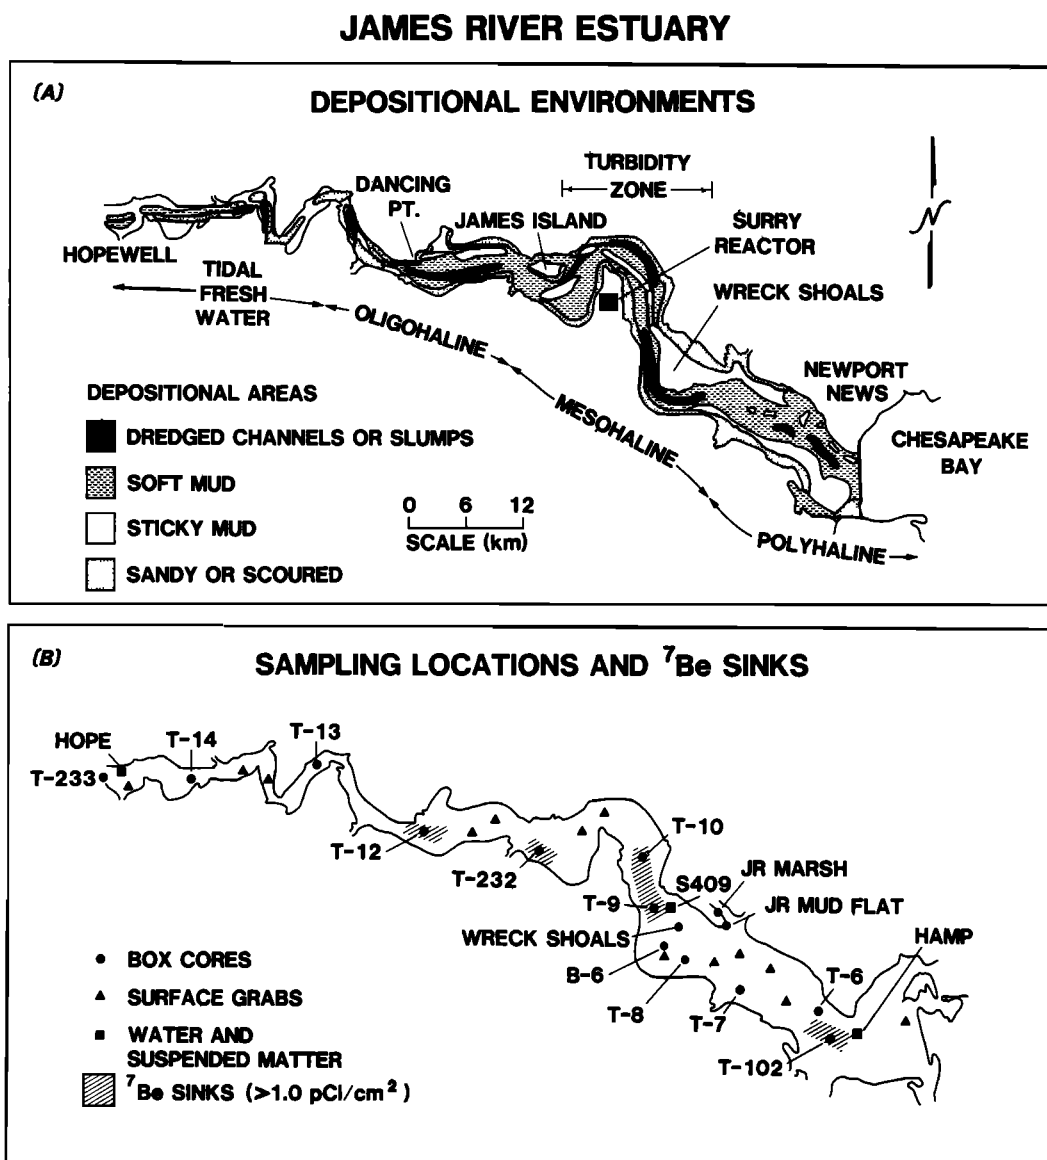 JAMES RIVER ESTUARY
(A)
DEPOSITIONAL ENVIRONMENTS
TURBIDITY
ZONE
DANCING
PT.
JAMES ISLAND
SURRY
REACTOR
N
HOPEWELL
TIDAL
FRESH
WATER
OLIGOHALINE
WRECK SHOALS
MESOHALINE
NEWPORT
NEWS
CHESAPEAKE
BAY
POLYHALINE
DEPOSITIONAL AREAS
DREDGED CHANNELS OR SLUMPS
SOFT MUD
STICKY MUD
SANDY OR SCOURED
0 6 12
SCALE (km)
(B)
SAMPLING LOCATIONS AND ⁷Be SINKS
HOPE
T-14
T-13
T-233
T-12
T-232
T-10
S409
JR MARSH
T-9
JR MUD FLAT
WRECK SHOALS
HAMP
B-6
T-6
T-8
T-7
T-102
BOX CORES
SURFACE GRABS
WATER AND
SUSPENDED MATTER
⁷Be SINKS (>1.0 pCi/cm²)